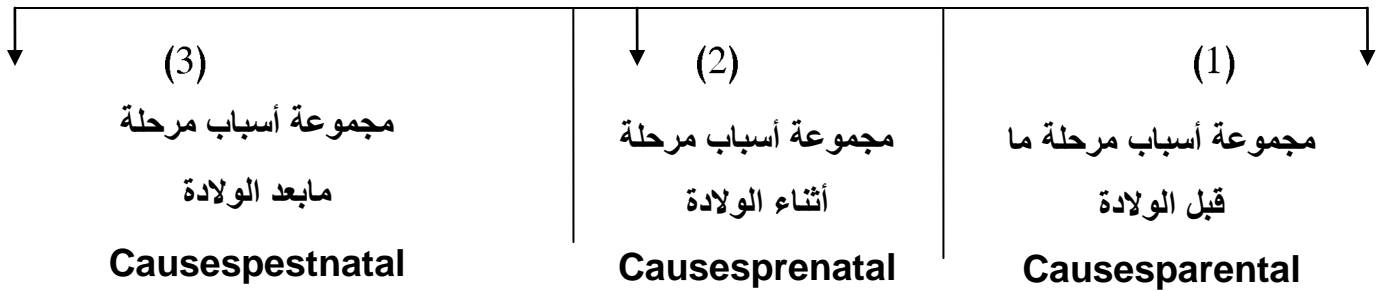 (1)
مجموعة أسباب مرحلة ما
قبل الولادة
Causesparental
(2)
مجموعة أسباب مرحلة
أثناء الولادة
Causesprenatal
(3)
مجموعة أسباب مرحلة
مابعد الولادة
Causespestnatal